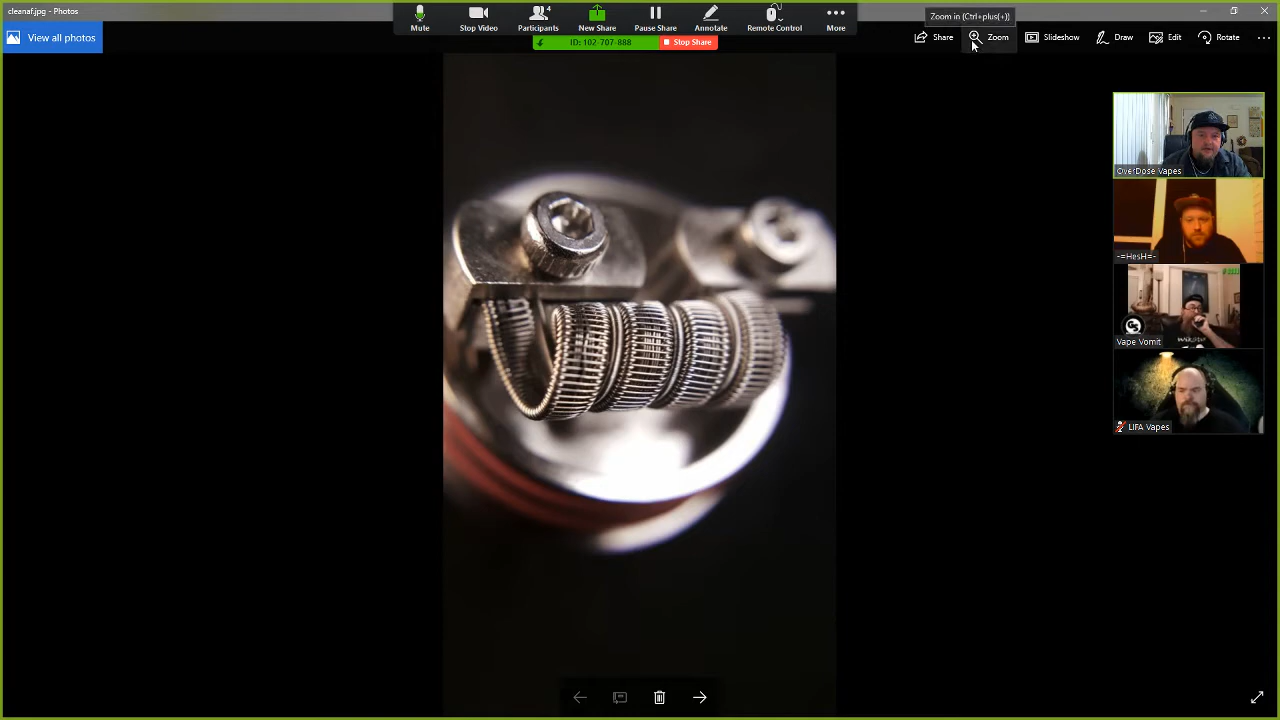 cleanaf.jpg - Photos
View all photos
Mute
Stop Video
Participants
4
New Share
Pause Share
Annotate
Remote Control
More
ID: 102-707-888
Stop Share
Zoom in (Ctrl+plus(+))
Share
Zoom
Slideshow
Draw
Edit
Rotate
OverDose Vapes
-=HesH=-
Vape Vomit
LIFA Vapes